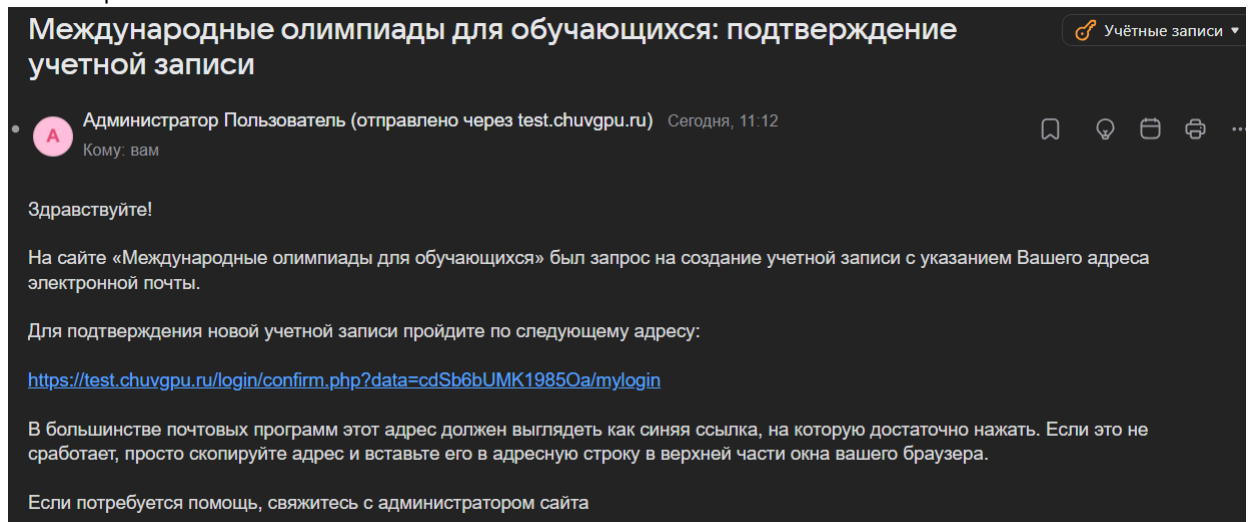 Международные олимпиады для обучающихся: подтверждение
учетной записи
Учётные записи
А
Администратор Пользователь (отправлено через test.chuvgpu.ru) Сегодня, 11:12
Кому: вам
Здравствуйте!
На сайте «Международные олимпиады для обучающихся» был запрос на создание учетной записи с указанием Вашего адреса
электронной почты.
Для подтверждения новой учетной записи пройдите по следующему адресу:
https://test.chuvgpu.ru/login/confirm.php?data=cdSb6bUMK1985Oa/mylogin
В большинстве почтовых программ этот адрес должен выглядеть как синяя ссылка, на которую достаточно нажать. Если это не
сработает, просто скопируйте адрес и вставьте его в адресную строку в верхней части окна вашего браузера.
Если потребуется помощь, свяжитесь с администратором сайта